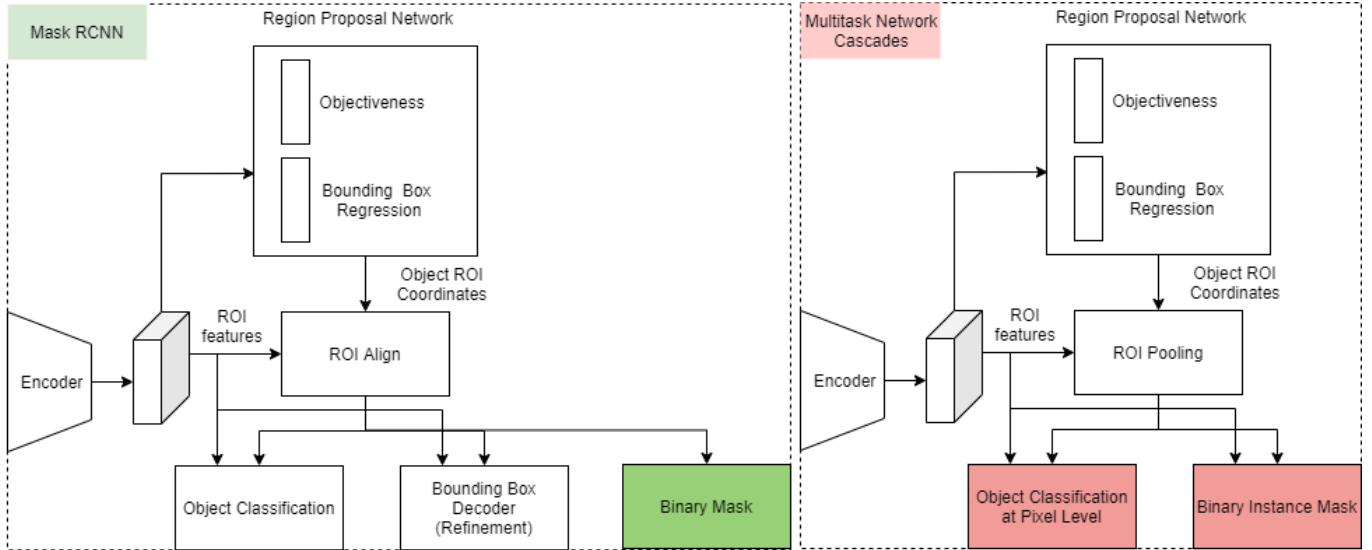 Mask RCNN
Region Proposal Network
Objectiveness
Bounding Box
Regression
Object ROI
Coordinates
ROI
features
ROI Align
Encoder
Object Classification
Bounding Box
Decoder
(Refinement)
Binary Mask
Multitask Network
Cascades
Region Proposal Network
Objectiveness
Bounding Box
Regression
Object ROI
Coordinates
ROI
features
ROI Pooling
Encoder
Object Classification
at Pixel Level
Binary Instance Mask